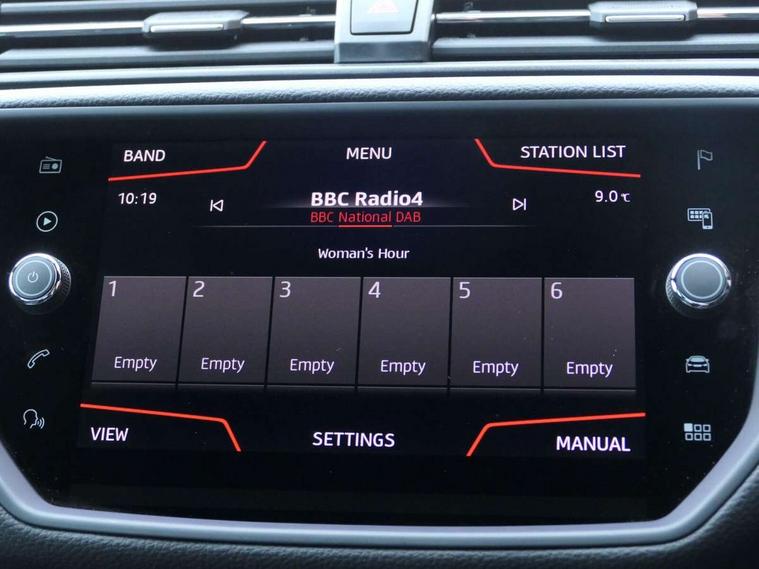 BAND MENU STATION LIST
10:19 BBC Radio4 9.0 °C
BBC National DAB
Woman's Hour
1 2 3 4 5 6
Empty Empty Empty Empty Empty Empty
VIEW SETTINGS MANUAL